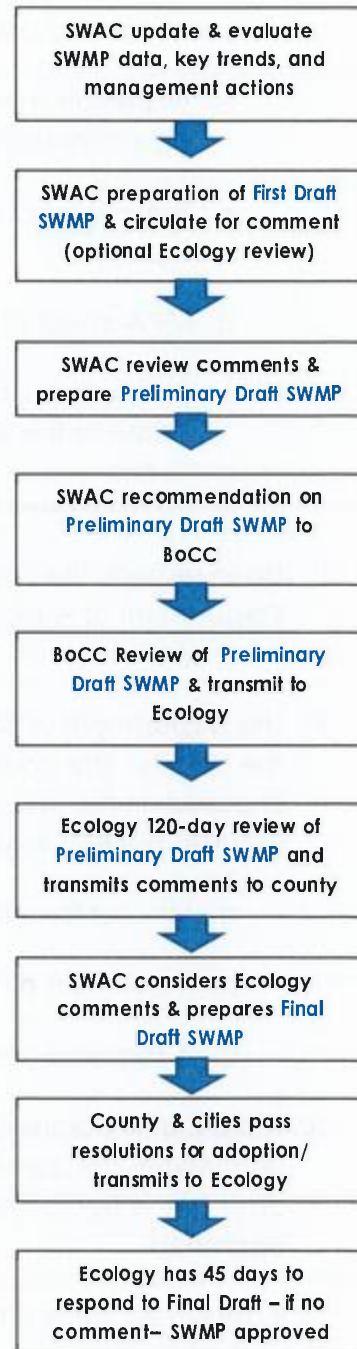 SWAC update & evaluate
SWMP data, key trends, and
management actions
SWAC preparation of First Draft
SWMP & circulate for comment
(optional Ecology review)
SWAC review comments &
prepare Preliminary Draft SWMP
SWAC recommendation on
Preliminary Draft SWMP to
BoCC
BoCC Review of Preliminary
Draft SWMP & transmit to
Ecology
Ecology 120-day review of
Preliminary Draft SWMP and
transmits comments to county
SWAC considers Ecology
comments & prepares Final
Draft SWMP
County & cities pass
resolutions for adoption/
transmits to Ecology
Ecology has 45 days to
respond to Final Draft – if no
comment– SWMP approved